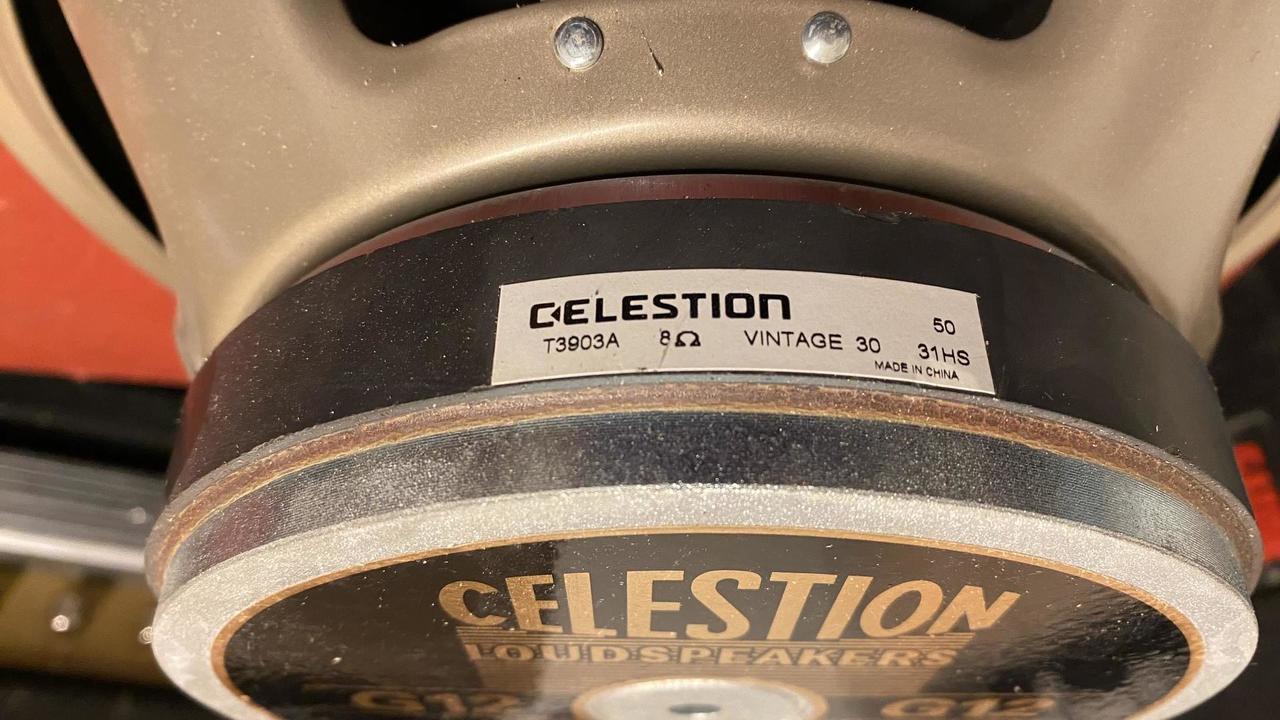 CELESTION
50
T3903A 8Ω VINTAGE 30 31HS
MADE IN CHINA
CELESTION
LOUDSPEAKERS
G12 G12